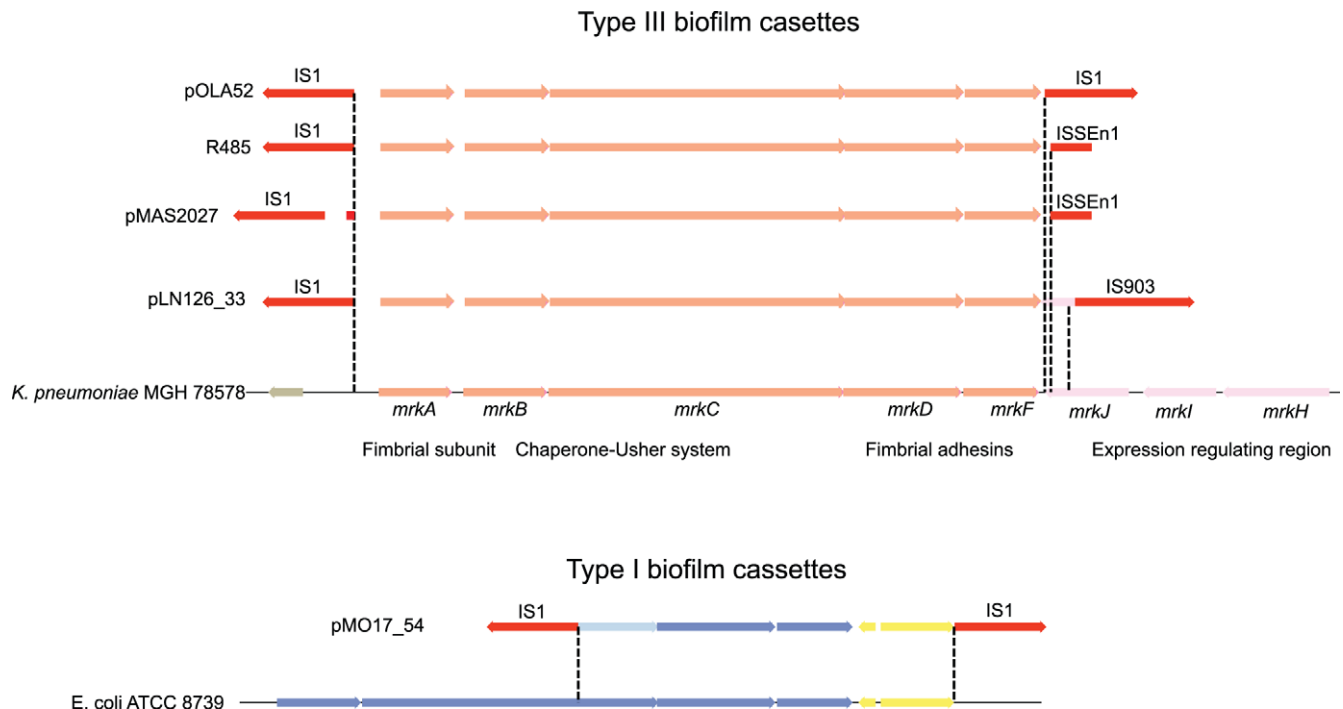 Type III biofilm casettes
IS1 IS1
pOLA52
IS1 ISSEn1
R485
IS1 ISSEn1
pMAS2027
IS1 IS903
pLN126_33
K. pneumoniae MGH 78578
mrkA mrkB mrkC mrkD mrkF mrkJ mrkI mrkH
Fimbrial subunit Chaperone-Usher system Fimbrial adhesins Expression regulating region
Type I biofilm cassettes
IS1 IS1
pMO17_54
E. coli ATCC 8739